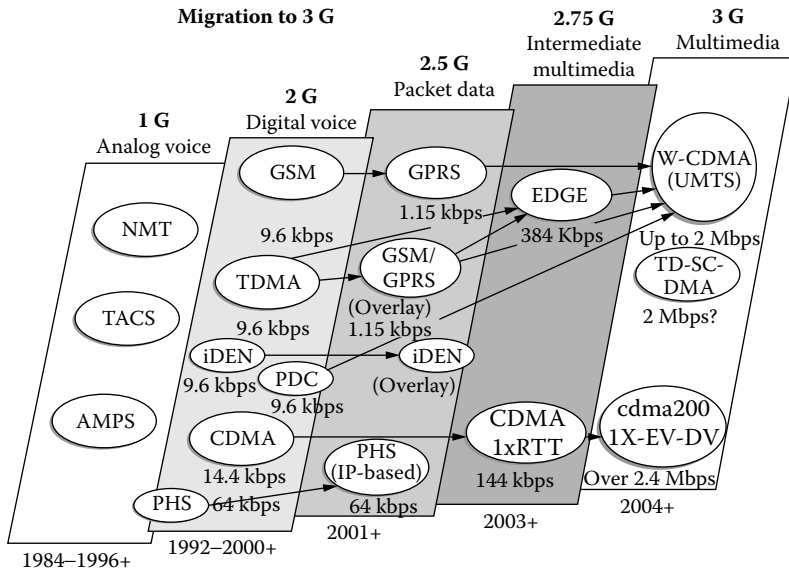 Migration to 3 G
1 G
Analog voice
NMT
TACS
AMPS
PHS
1984–1996+
2 G
Digital voice
GSM
9.6 kbps
TDMA
9.6 kbps
iDEN
9.6 kbps
PDC
9.6 kbps
CDMA
14.4 kbps
64 kbps
1992–2000+
2.5 G
Packet data
GPRS
1.15 kbps
GSM/
GPRS
(Overlay)
1.15 kbps
iDEN
(Overlay)
PHS
(IP-based)
64 kbps
2001+
2.75 G
Intermediate
multimedia
EDGE
384 Kbps
CDMA
1xRTT
144 kbps
2003+
3 G
Multimedia
W-CDMA
(UMTS)
Up to 2 Mbps
TD-SC-
DMA
2 Mbps?
cdma200
1X-EV-DV
Over 2.4 Mbps
2004+